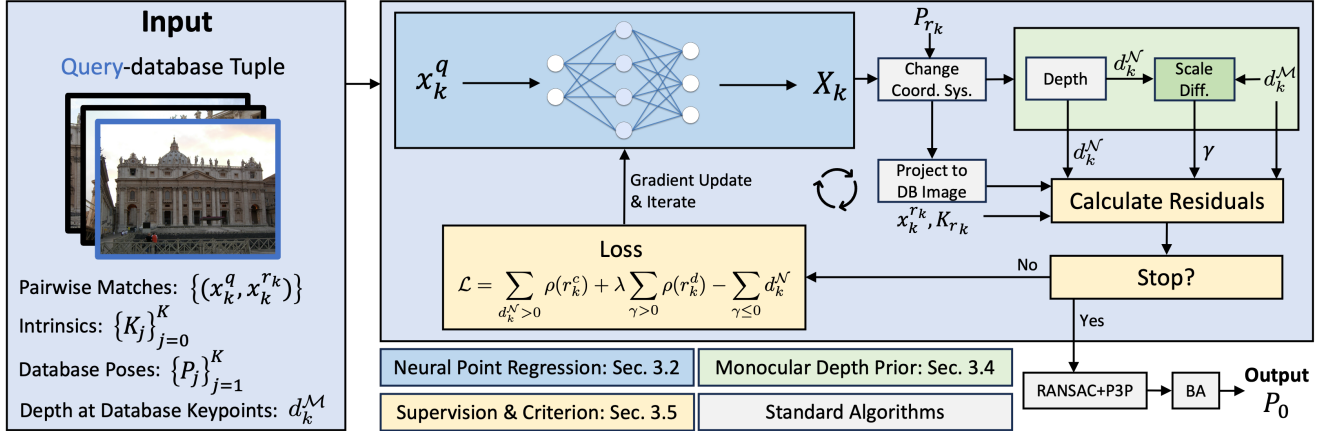 Input
Query-database Tuple
Pairwise Matches: {(x_k^q, x_k^{r_k})}
Intrinsics: {K_j}_{j=0}^K
Database Poses: {P_j}_{j=1}^K
Depth at Database Keypoints: d_k^ℳ
x_k^q
X_k
P_{r_k}
Change
Coord. Sys.
Depth
d_k^𝒩
Scale
Diff.
d_k^ℳ
d_k^𝒩
γ
Project to
DB Image
x_k^{r_k}, K_{r_k}
Calculate Residuals
Gradient Update
& Iterate
Loss
ℒ = ∑_{d_k^𝒩>0} ρ(r_k^c) + λ ∑_{γ>0} ρ(r_k^d) − ∑_{γ≤0} d_k^𝒩
No
Stop?
Yes
Neural Point Regression: Sec. 3.2
Monocular Depth Prior: Sec. 3.4
Supervision & Criterion: Sec. 3.5
Standard Algorithms
RANSAC+P3P
BA
Output
P_0